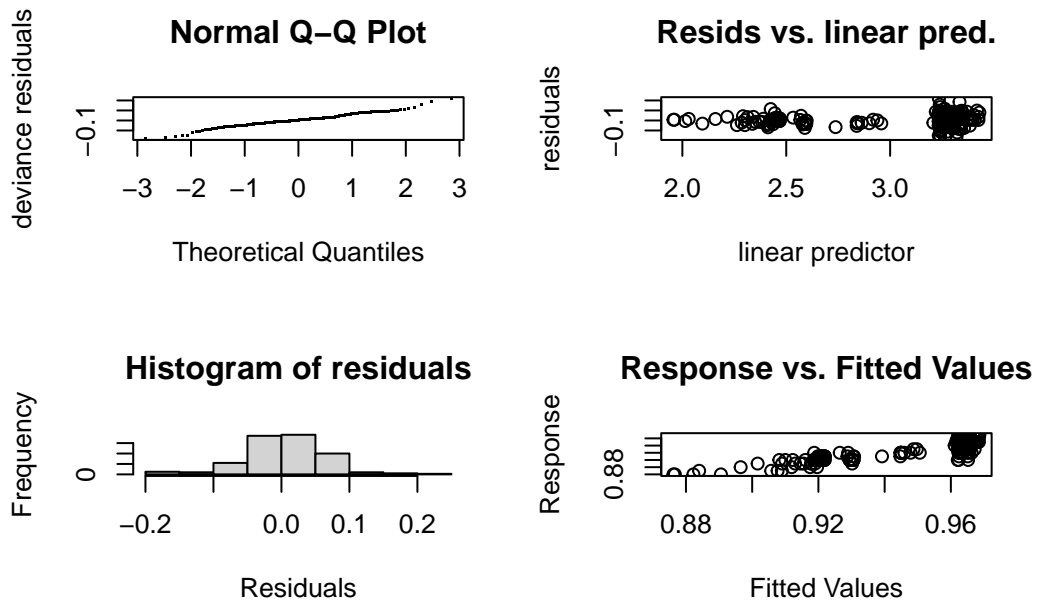 Normal Q−Q Plot
deviance residuals
−0.1
−3 −2 −1 0 1 2 3
Theoretical Quantiles
Resids vs. linear pred.
residuals
−0.1
2.0 2.5 3.0
linear predictor
Histogram of residuals
Frequency
0
−0.2 0.0 0.1 0.2
Residuals
Response vs. Fitted Values
Response
0.88
0.88 0.92 0.96
Fitted Values